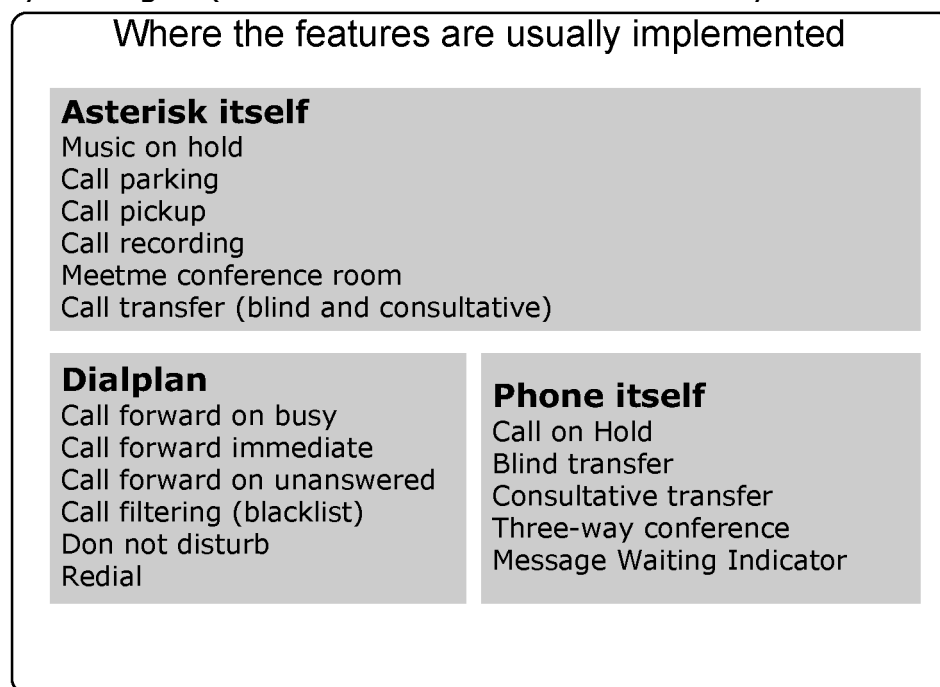 Where the features are usually implemented
Asterisk itself
Music on hold
Call parking
Call pickup
Call recording
Meetme conference room
Call transfer (blind and consultative)
Dialplan
Call forward on busy
Call forward immediate
Call forward on unanswered
Call filtering (blacklist)
Don not disturb
Redial
Phone itself
Call on Hold
Blind transfer
Consultative transfer
Three-way conference
Message Waiting Indicator